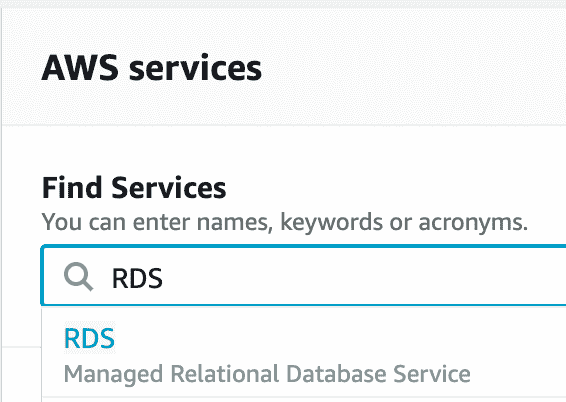 AWS services
Find Services
You can enter names, keywords or acronyms.
RDS
RDS
Managed Relational Database Service